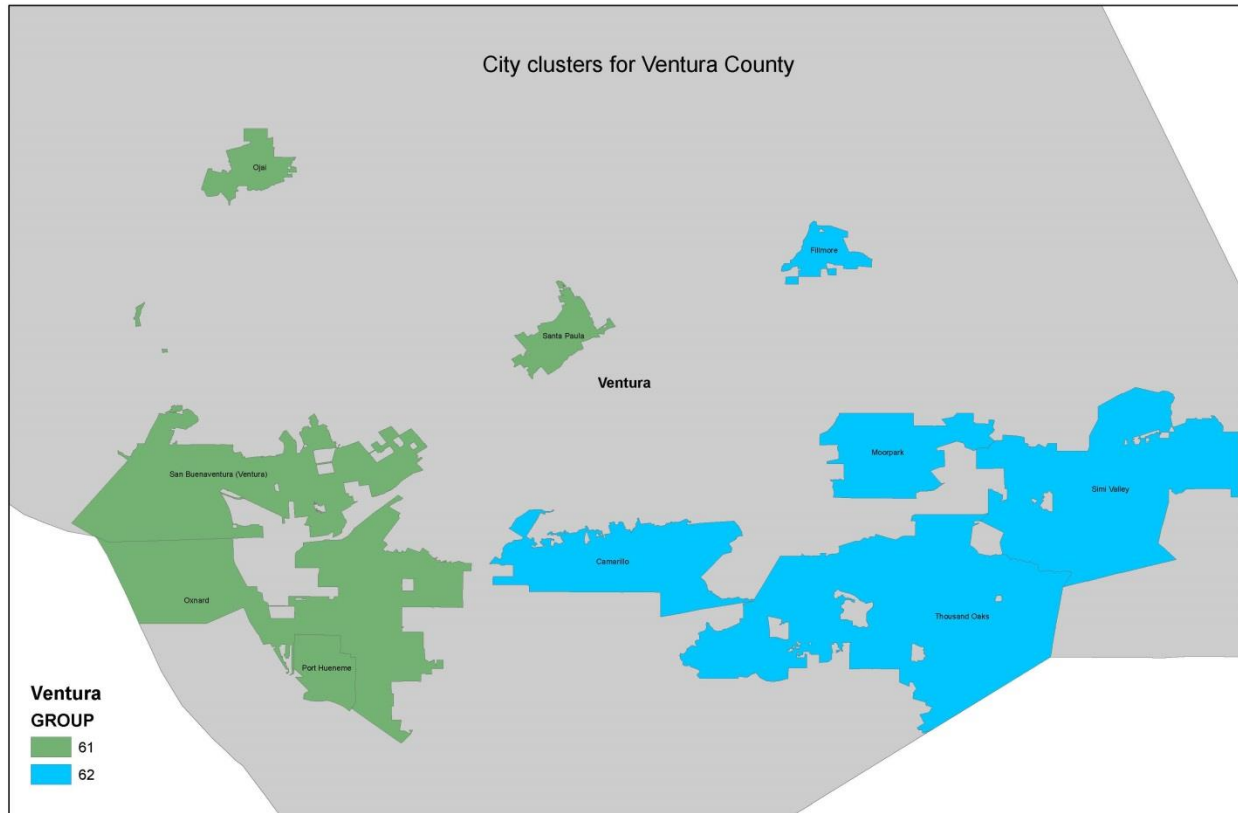 City clusters for Ventura County
Ojai
Fillmore
Santa Paula
Ventura
Moorpark
San Buenaventura (Ventura)
Simi Valley
Camarillo
Oxnard
Thousand Oaks
Port Hueneme
Ventura
GROUP
61
62